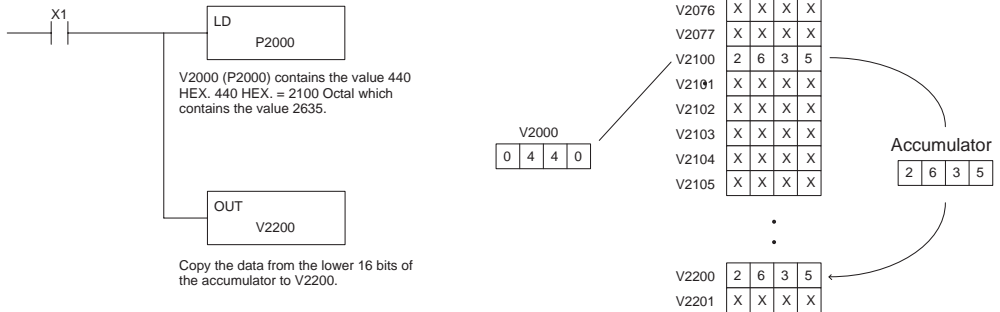 X1
LD
P2000
V2000 (P2000) contains the value 440
HEX. 440 HEX. = 2100 Octal which
contains the value 2635.
OUT
V2200
Copy the data from the lower 16 bits of
the accumulator to V2200.
V2000
0 4 4 0
V2076 X X X X
V2077 X X X X
V2100 2 6 3 5
V2101 X X X X
V2102 X X X X
V2103 X X X X
V2104 X X X X
V2105 X X X X
V2200 2 6 3 5
V2201 X X X X
Accumulator
2 6 3 5